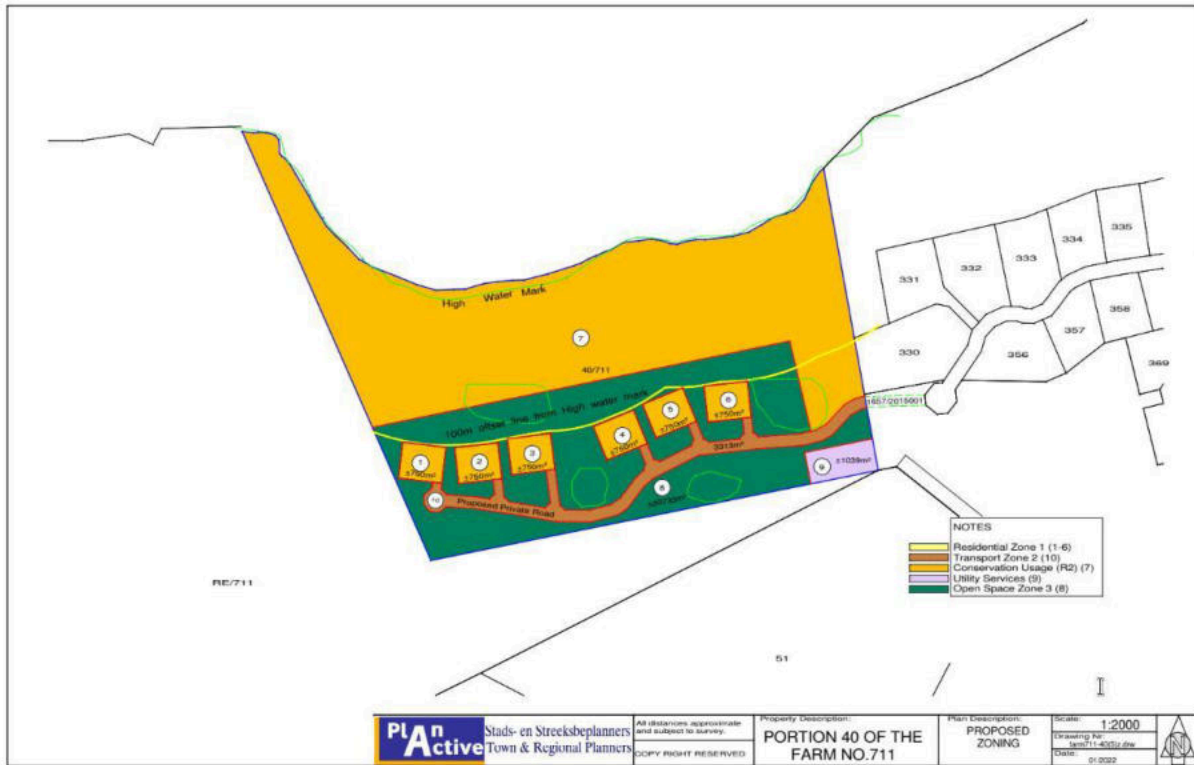 High Water Mark
7
40/711
100m offset line from High water mark
1
±750m²
2
±750m²
3
±750m²
4
±750m²
5
±750m²
6
±750m²
3313m²
10
Proposed Private Road
8
9
±1039m²
331
332
333
334
335
330
356
357
358
369
RE/711
51
NOTES
Residential Zone 1 (1-6)
Transport Zone 2 (10)
Conservation Usage (R2) (7)
Utility Services (9)
Open Space Zone 3 (8)
Plan Active
Stads- en Streeksbeplanners
Town & Regional Planners
All distances approximate
and subject to survey.
COPY RIGHT RESERVED
Property Description:
PORTION 40 OF THE
FARM NO.711
Plan Description:
PROPOSED
ZONING
Scale: 1:2000
Drawing Nr:
Date:
01.2022
N